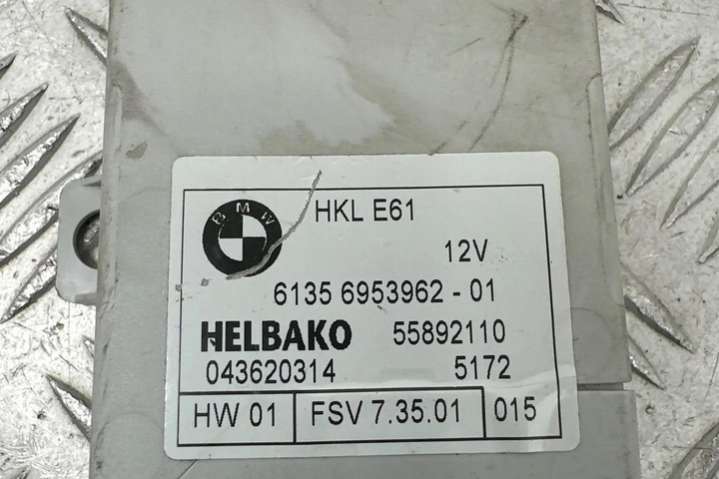 BMW
HKL E61
12V
6135 6953962 - 01
HELBAKO 55892110
043620314 5172
HW 01 FSV 7.35.01 015